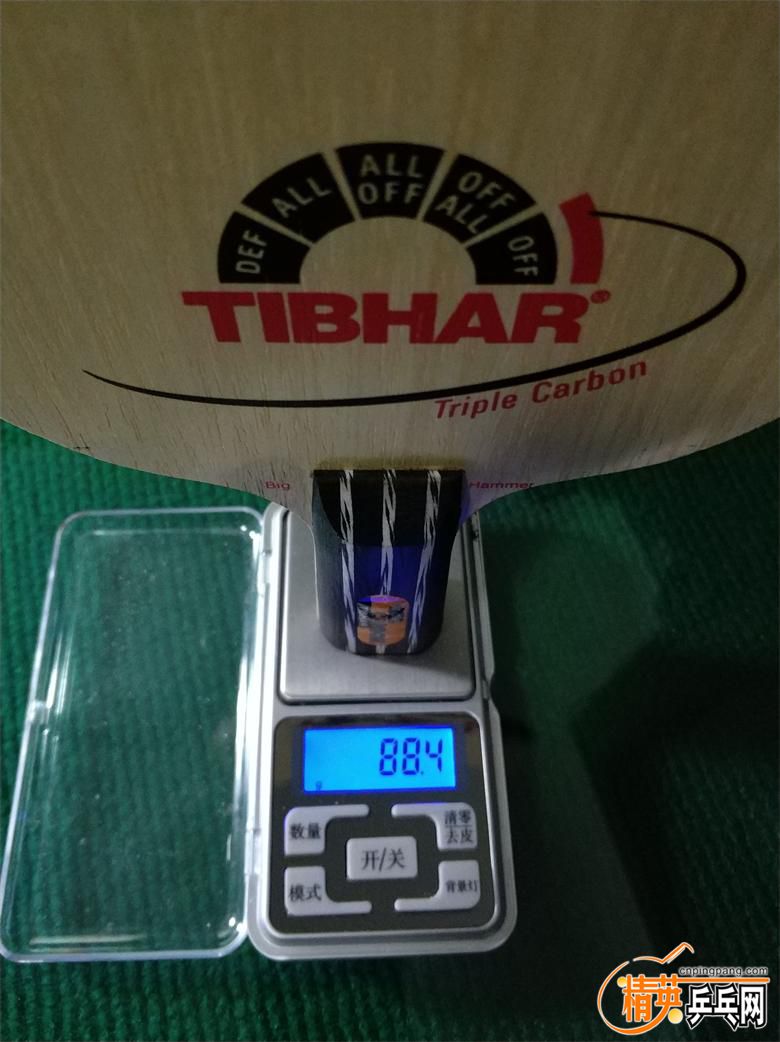 DEF
ALL
ALL
OFF
OFF
ALL
OFF
TIBHAR®
Triple Carbon
Big Hammer
88.4
g
数量
清零
去皮
开/关
模式
背景灯
cnpingpang.com
精英乒乓网